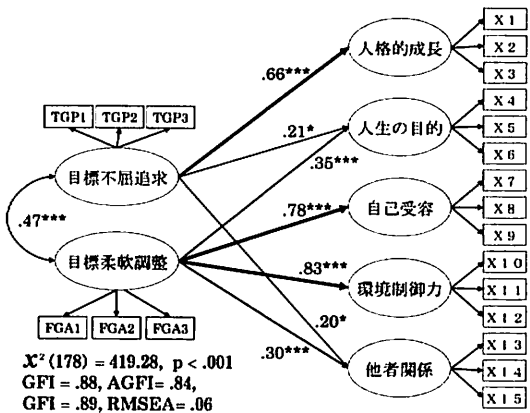 X1
人格的成長
X2
X3
.66***
TGP1 TGP2 TGP3
.21*
人生の目的
X4
X5
X6
目標不屈追求
.35***
.47***
.78***
自己受容
X7
X8
X9
目標柔軟調整
.83***
環境制御力
X10
X11
X12
FGA1 FGA2 FGA3
.20*
.30***
他者関係
X13
X14
X15
X²(178) = 419.28, p < .001
GFI = .88, AGFI= .84,
GFI = .89, RMSEA= .06